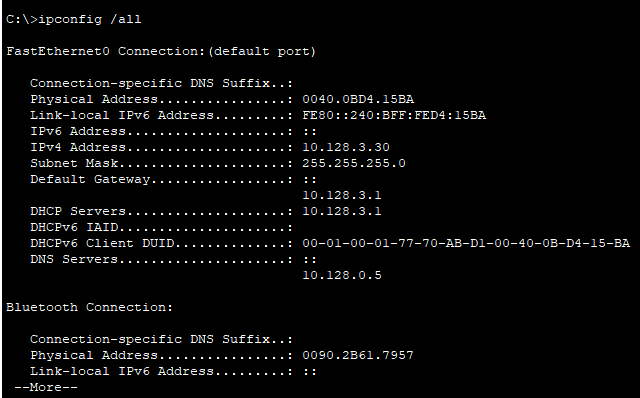 C:\>ipconfig /all
FastEthernet0 Connection:(default port)
Connection-specific DNS Suffix..:
Physical Address................: 0040.0BD4.15BA
Link-local IPv6 Address.........: FE80::240:BFF:FED4:15BA
IPv6 Address....................: ::
IPv4 Address....................: 10.128.3.30
Subnet Mask.....................: 255.255.255.0
Default Gateway.................: ::
10.128.3.1
DHCP Servers....................: 10.128.3.1
DHCPv6 IAID.....................:
DHCPv6 Client DUID..............: 00-01-00-01-77-70-AB-D1-00-40-0B-D4-15-BA
DNS Servers.....................: ::
10.128.0.5
Bluetooth Connection:
Connection-specific DNS Suffix..:
Physical Address................: 0090.2B61.7957
Link-local IPv6 Address.........: ::
--More--